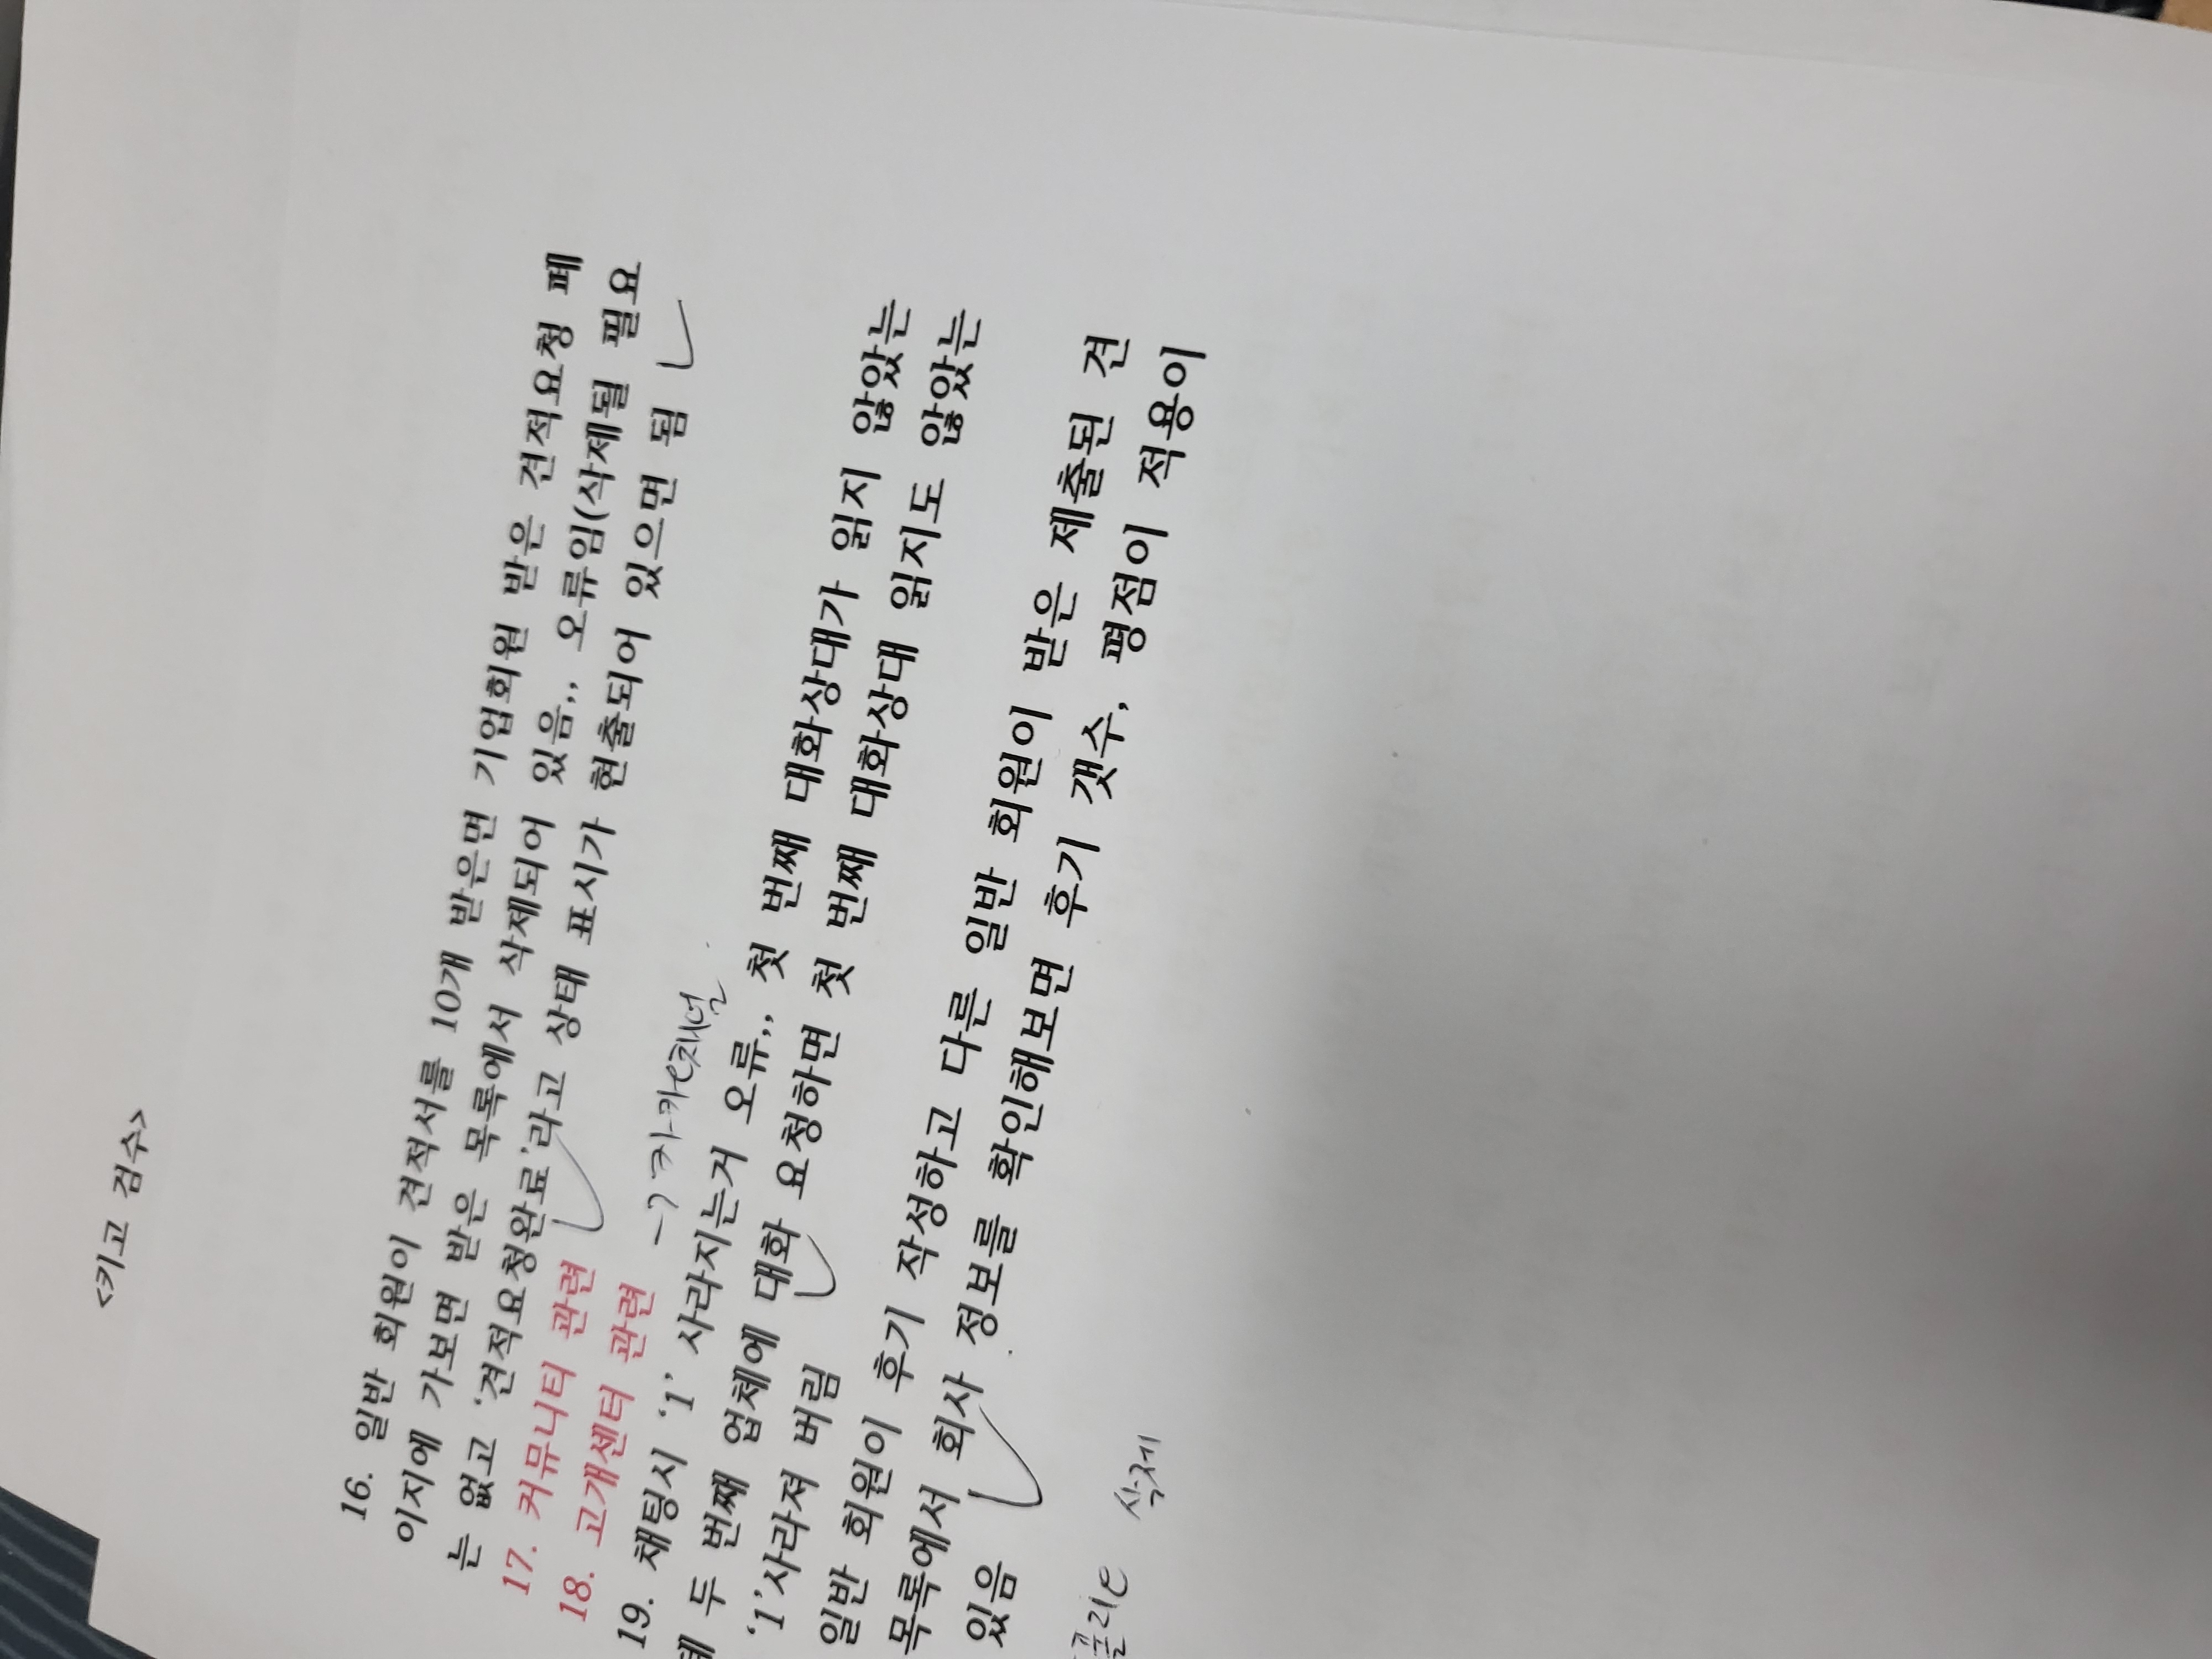 <키고 검수>
16. 일반 회원이 견적서를 10개 받은면 기업회원 받은 견적요청 페
이지에 가보면 받은 목록에서 삭제되어 있음,, 오류임(삭제될 필요
는 없고 ‘견적요청완료’라고 상태 표시가 현출되어 있으면 됨
17. 커뮤니티 관련
18. 고객센터 관련 → 카카오채널
19. 채팅시 ‘1’ 사라지는거 오류,, 첫 번째 대화상대가 읽지 않았는
데 두 번째 업체에 대화 요청하면 첫 번째 대화상대 읽지도 않았는
‘1’사라져 버림
일반 회원이 후기 작성하고 다른 일반 회원이 받은 제출된 견
목록에서 회사 정보를 확인해보면 후기 갯수, 평점이 적용이
있음
삭제